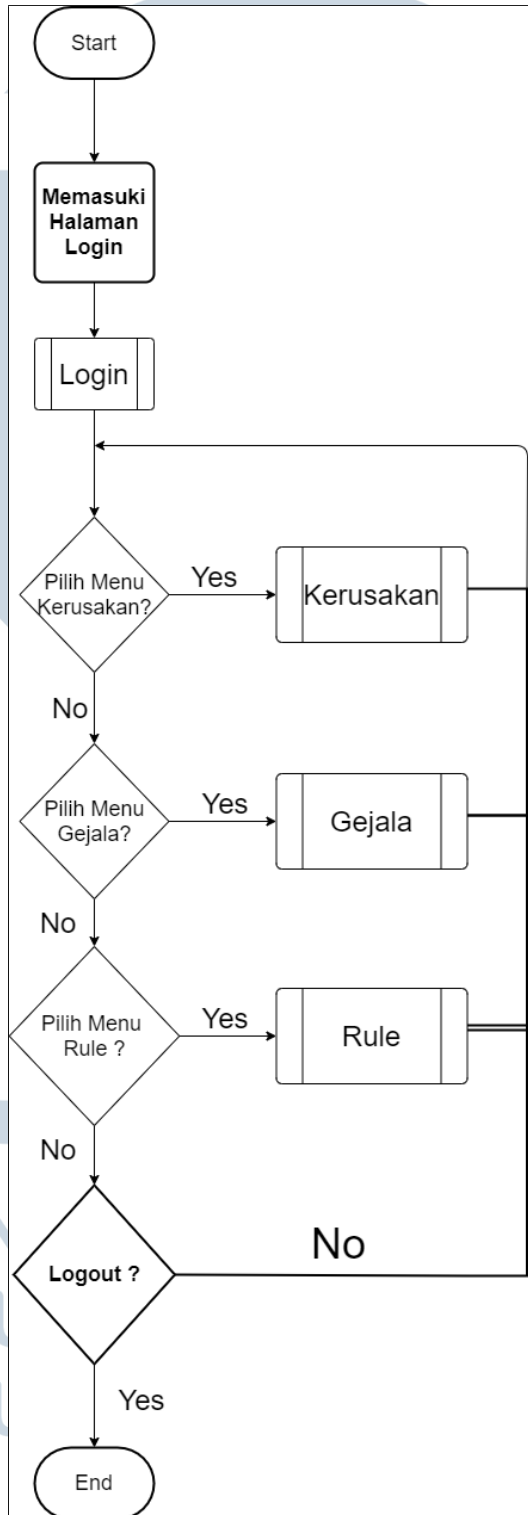 Start
Memasuki
Halaman
Login
Login
Pilih Menu
Kerusakan?
Yes
Kerusakan
No
Pilih Menu
Gejala?
Yes
Gejala
No
Pilih Menu
Rule ?
Yes
Rule
No
Logout ?
No
Yes
End